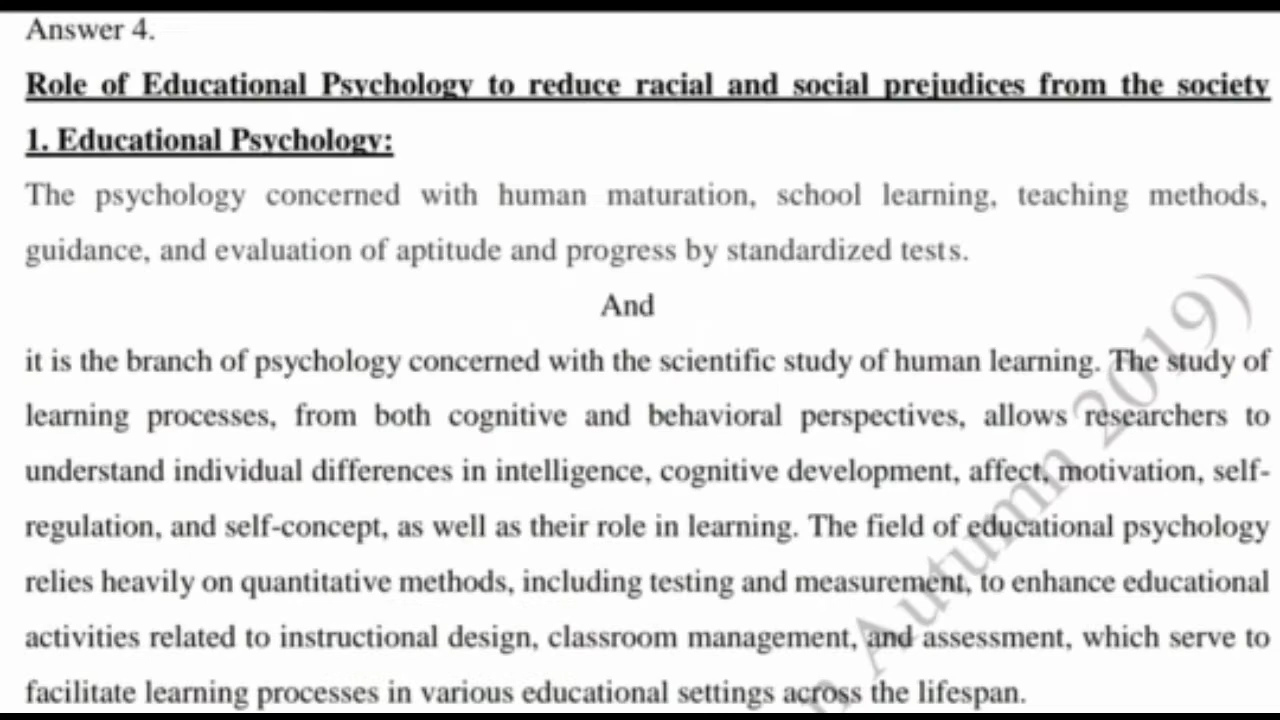 Answer 4.
Role of Educational Psychology to reduce racial and social prejudices from the society
1. Educational Psychology:
The psychology concerned with human maturation, school learning, teaching methods,
guidance, and evaluation of aptitude and progress by standardized tests.
And
it is the branch of psychology concerned with the scientific study of human learning. The study of
learning processes, from both cognitive and behavioral perspectives, allows researchers to
understand individual differences in intelligence, cognitive development, affect, motivation, self-
regulation, and self-concept, as well as their role in learning. The field of educational psychology
relies heavily on quantitative methods, including testing and measurement, to enhance educational
activities related to instructional design, classroom management, and assessment, which serve to
facilitate learning processes in various educational settings across the lifespan.
Autumn 2019)